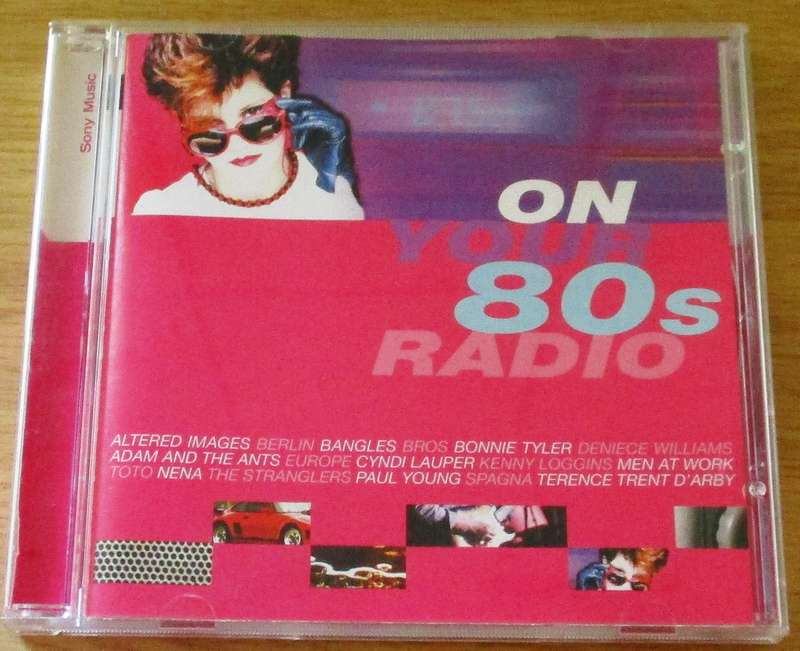 Sony Music
ON
YOUR
80s
RADIO
ALTERED IMAGES BERLIN BANGLES BROS BONNIE TYLER DENIECE WILLIAMS
ADAM AND THE ANTS EUROPE CYNDI LAUPER KENNY LOGGINS MEN AT WORK
TOTO NENA THE STRANGLERS PAUL YOUNG SPAGNA TERENCE TRENT D'ARBY